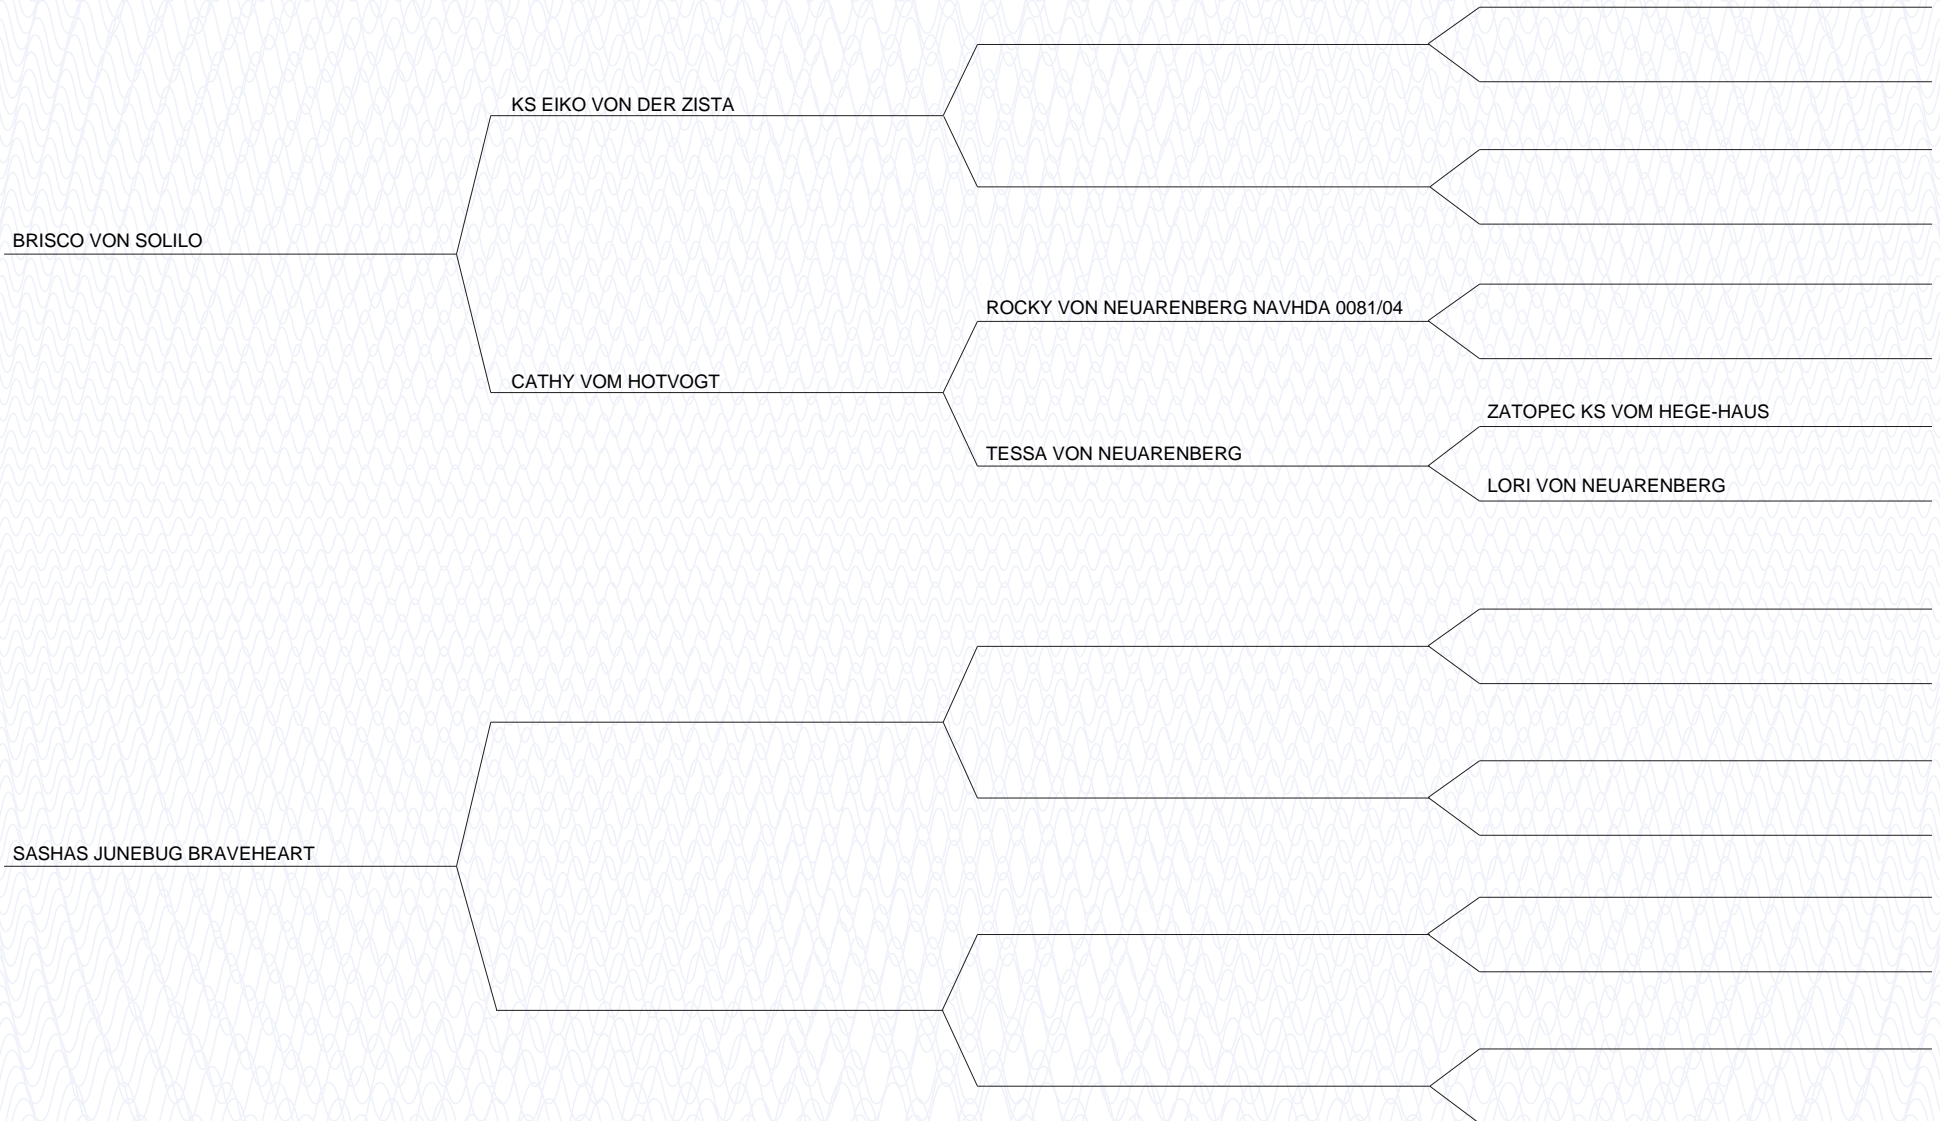 KS EIKO VON DER ZISTA
BRISCO VON SOLILO
ROCKY VON NEUARENBERG NAVHDA 0081/04
CATHY VOM HOTVOGT
ZATOPEC KS VOM HEGE-HAUS
TESSA VON NEUARENBERG
LORI VON NEUARENBERG
SASHAS JUNEBUG BRAVEHEART